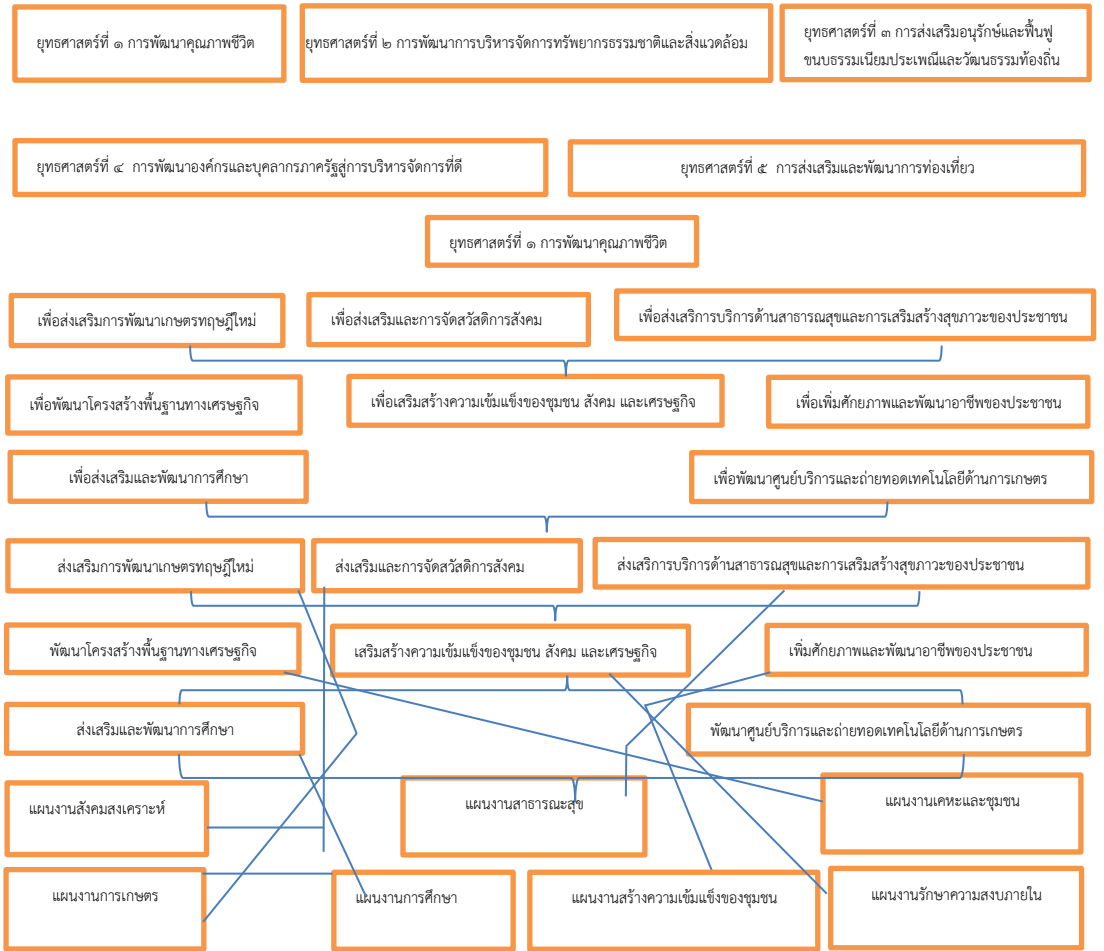 ยุทธศาสตร์ที่ ๑ การพัฒนาคุณภาพชีวิต
ยุทธศาสตร์ที่ ๒ การพัฒนาการบริหารจัดการทรัพยากรธรรมชาติและสิ่งแวดล้อม
ยุทธศาสตร์ที่ ๓ การส่งเสริมอนุรักษ์และฟื้นฟู
ขนบธรรมเนียมประเพณีและวัฒนธรรมท้องถิ่น
ยุทธศาสตร์ที่ ๔ การพัฒนาองค์กรและบุคลากรภาครัฐสู่การบริหารจัดการที่ดี
ยุทธศาสตร์ที่ ๕ การส่งเสริมและพัฒนาการท่องเที่ยว
ยุทธศาสตร์ที่ ๑ การพัฒนาคุณภาพชีวิต
เพื่อส่งเสริมการพัฒนาเกษตรทฤษฎีใหม่
เพื่อส่งเสริมและการจัดสวัสดิการสังคม
เพื่อส่งเสริการบริการด้านสาธารณสุขและการเสริมสร้างสุขภาวะของประชาชน
เพื่อพัฒนาโครงสร้างพื้นฐานทางเศรษฐกิจ
เพื่อเสริมสร้างความเข้มแข็งของชุมชน สังคม และเศรษฐกิจ
เพื่อเพิ่มศักยภาพและพัฒนาอาชีพของประชาชน
เพื่อส่งเสริมและพัฒนาการศึกษา
เพื่อพัฒนาศูนย์บริการและถ่ายทอดเทคโนโลยีด้านการเกษตร
ส่งเสริมการพัฒนาเกษตรทฤษฎีใหม่
ส่งเสริมและการจัดสวัสดิการสังคม
ส่งเสริการบริการด้านสาธารณสุขและการเสริมสร้างสุขภาวะของประชาชน
พัฒนาโครงสร้างพื้นฐานทางเศรษฐกิจ
เสริมสร้างความเข้มแข็งของชุมชน สังคม และเศรษฐกิจ
เพิ่มศักยภาพและพัฒนาอาชีพของประชาชน
ส่งเสริมและพัฒนาการศึกษา
พัฒนาศูนย์บริการและถ่ายทอดเทคโนโลยีด้านการเกษตร
แผนงานสังคมสงเคราะห์
แผนงานสาธารณะสุข
แผนงานเคหะและชุมชน
แผนงานการเกษตร
แผนงานการศึกษา
แผนงานสร้างความเข้มแข็งของชุมชน
แผนงานรักษาความสงบภายใน